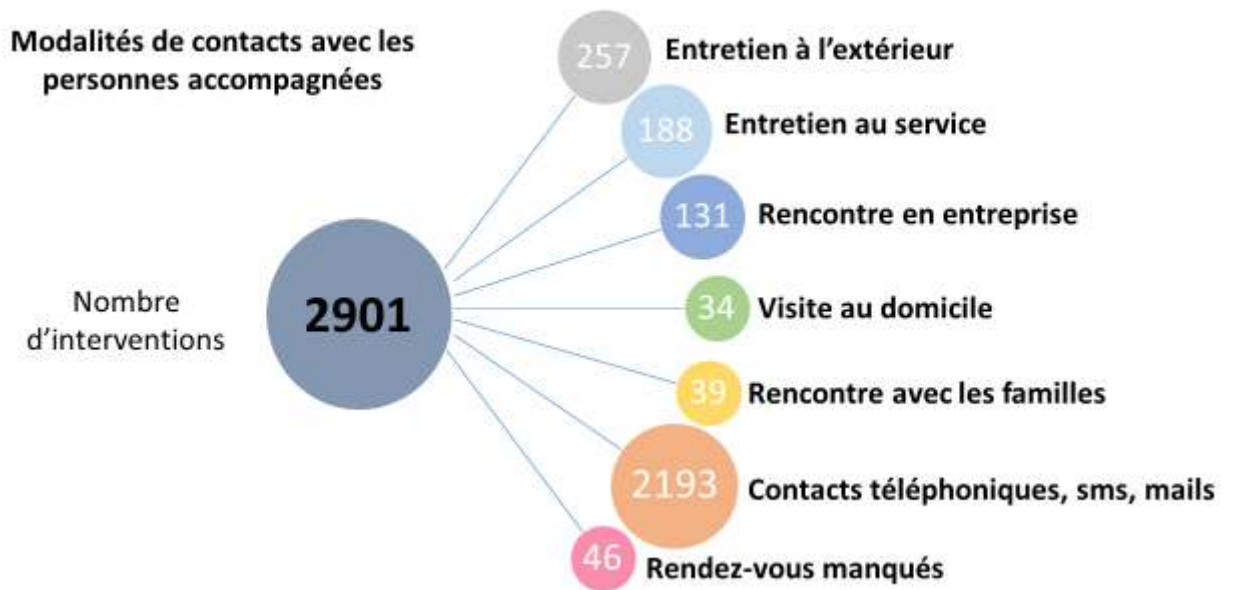 Modalités de contacts avec les
personnes accompagnées
257 Entretien à l’extérieur
188 Entretien au service
131 Rencontre en entreprise
Nombre
d’interventions
2901
34 Visite au domicile
39 Rencontre avec les familles
2193 Contacts téléphoniques, sms, mails
46 Rendez-vous manqués